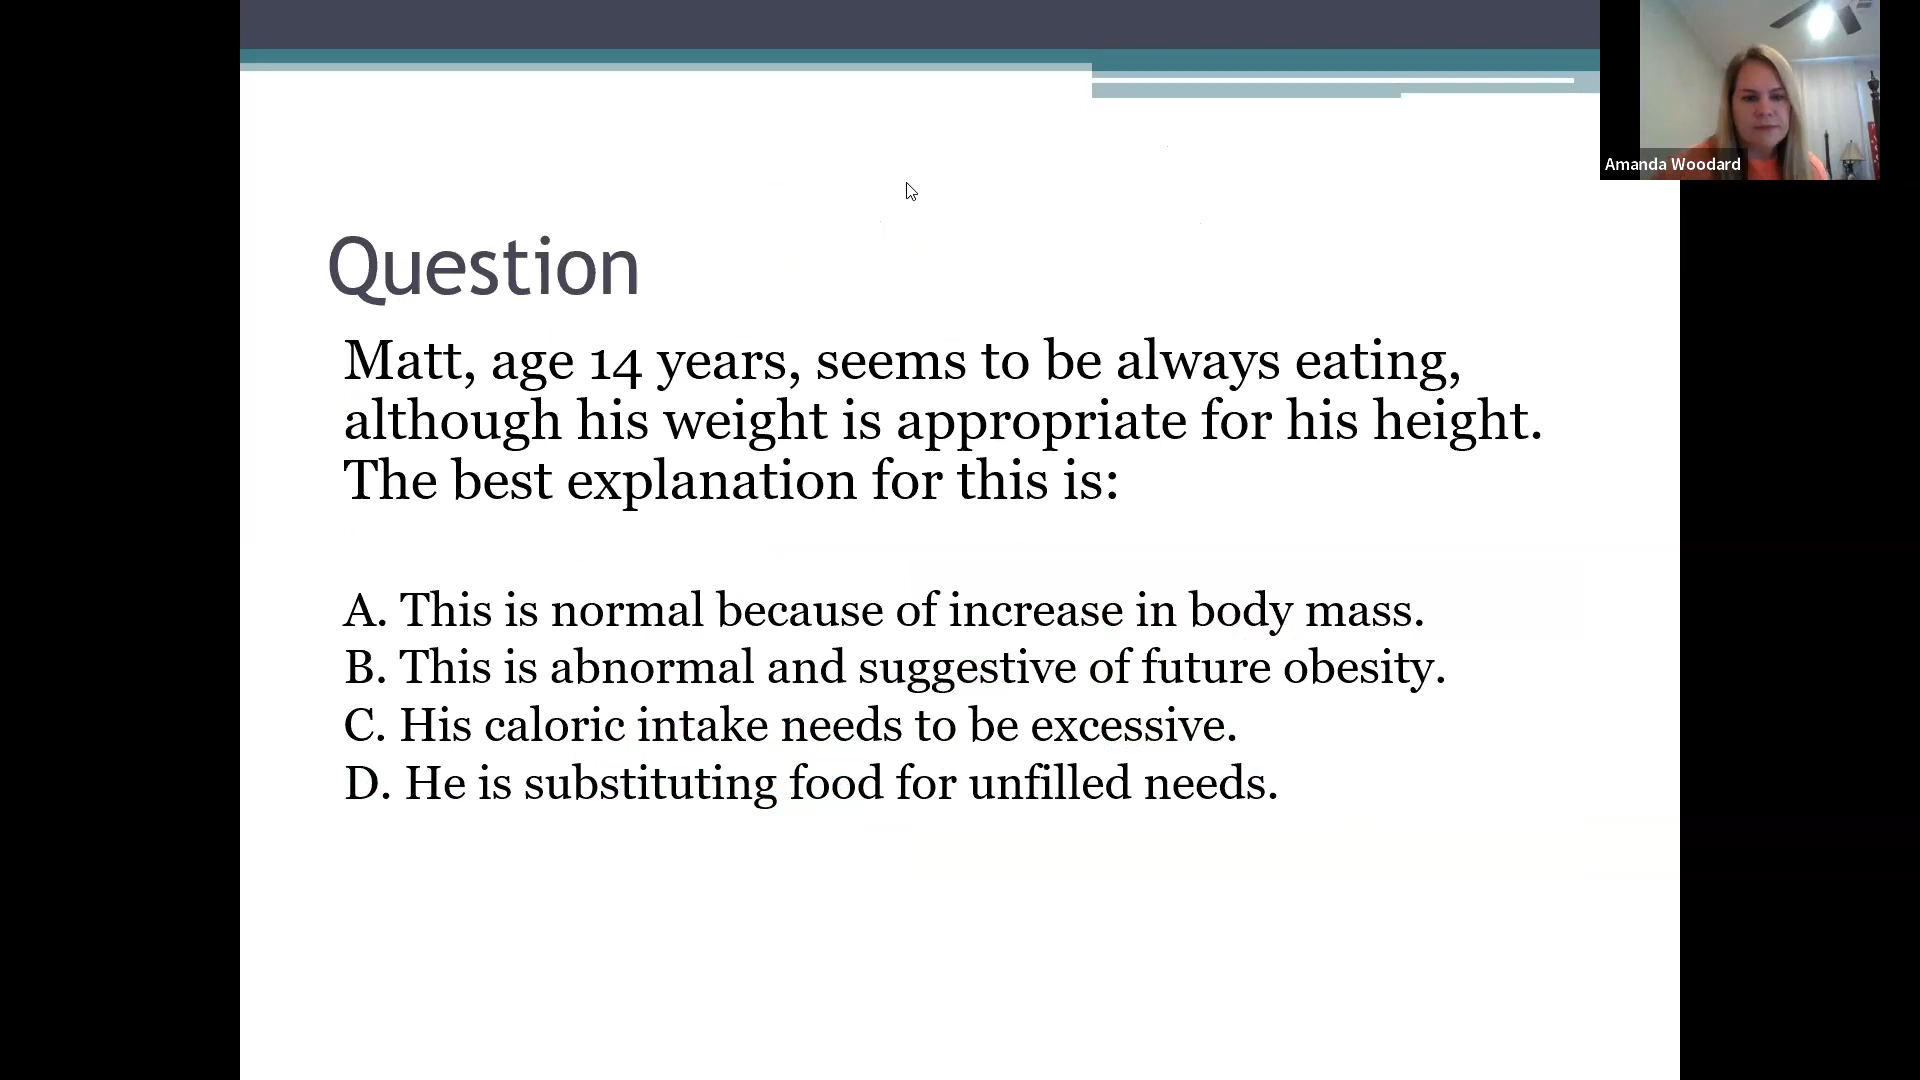 Amanda Woodard
Question
Matt, age 14 years, seems to be always eating,
although his weight is appropriate for his height.
The best explanation for this is:
A. This is normal because of increase in body mass.
B. This is abnormal and suggestive of future obesity.
C. His caloric intake needs to be excessive.
D. He is substituting food for unfilled needs.